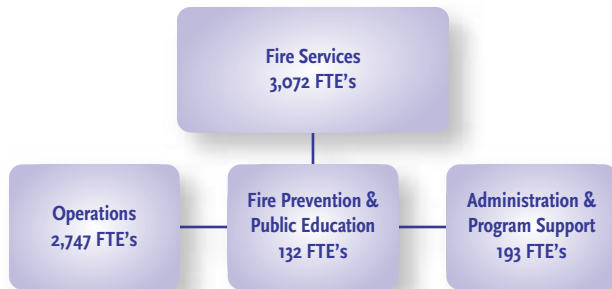 Fire Services
3,072 FTE's
Operations
2,747 FTE's
Fire Prevention &
Public Education
132 FTE's
Administration &
Program Support
193 FTE's